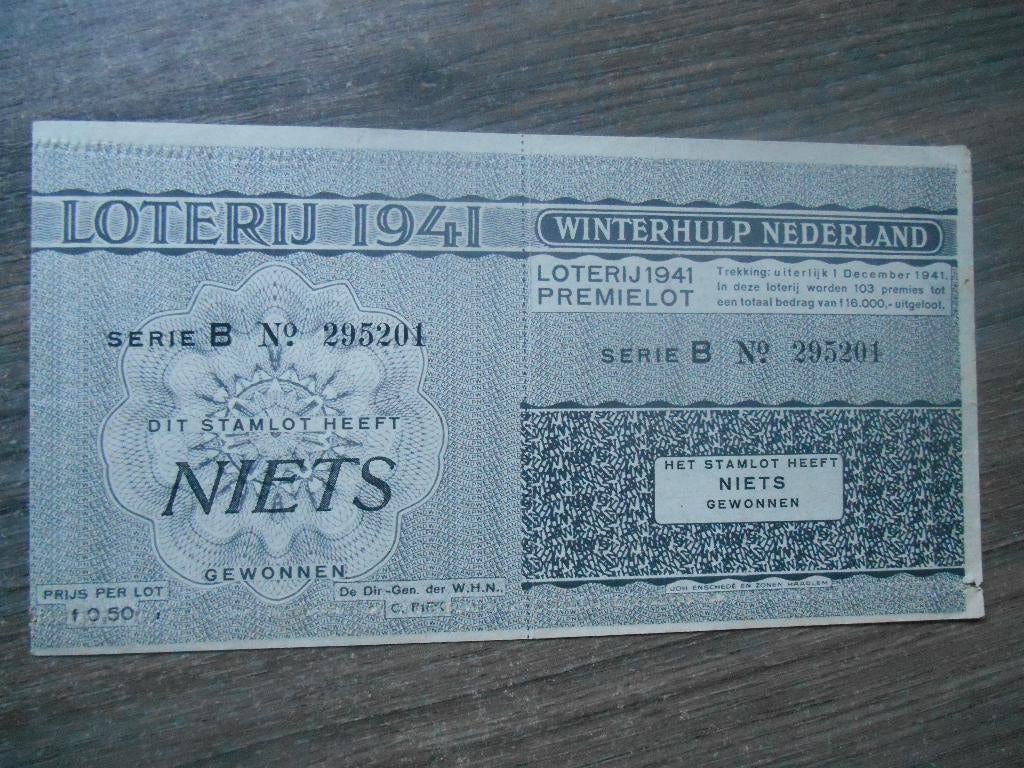 LOTERIJ 1941
SERIE B Nº 295201
DIT STAMLOT HEEFT
NIETS
GEWONNEN
PRIJS PER LOT
f 0.50
De Dir.-Gen. der W.H.N.,
C. PIEK
WINTERHULP NEDERLAND
LOTERIJ 1941
PREMIELOT
Trekking: uiterlijk 1 December 1941.
In deze loterij worden 103 premies tot
een totaal bedrag van f 16.000,- uitgeloot.
SERIE B Nº 295201
HET STAMLOT HEEFT
NIETS
GEWONNEN
JOH. ENSCHEDÉ EN ZONEN HAARLEM